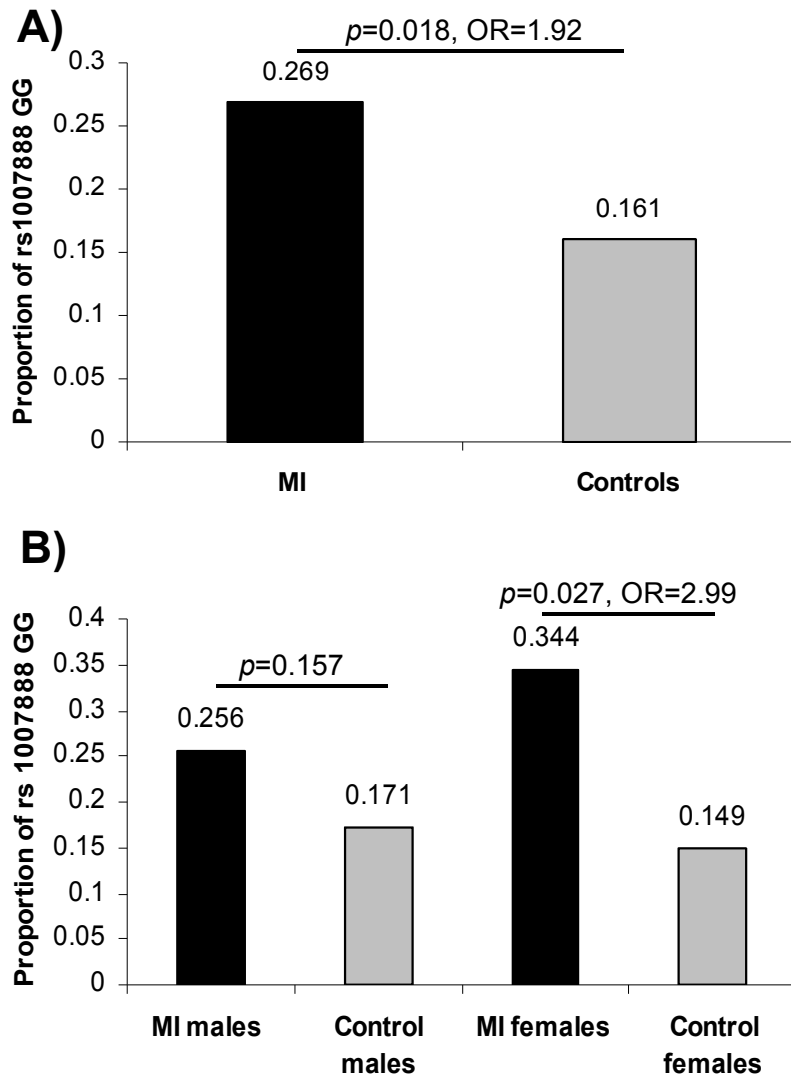 A)
p=0.018, OR=1.92
Proportion of rs1007888 GG
0.3
0.25
0.2
0.15
0.1
0.05
0
0.269
0.161
MI
Controls
B)
p=0.027, OR=2.99
p=0.157
Proportion of rs 1007888 GG
0.4
0.35
0.3
0.25
0.2
0.15
0.1
0.05
0
0.256
0.171
0.344
0.149
MI males
Control
males
MI females
Control
females